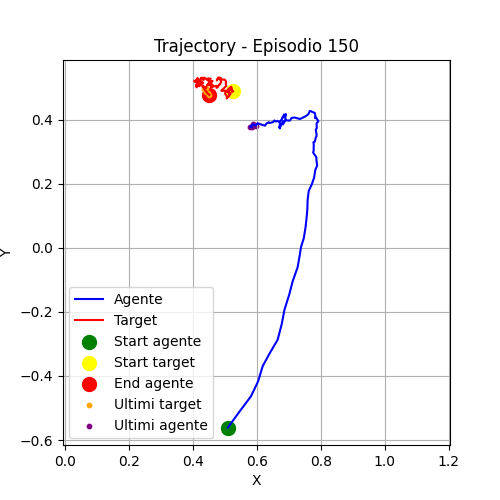 Trajectory - Episodio 150
Y
0.4
0.2
0.0
−0.2
−0.4
−0.6
Agente
Target
Start agente
Start target
End agente
Ultimi target
Ultimi agente
0.0 0.2 0.4 0.6 0.8 1.0 1.2
X